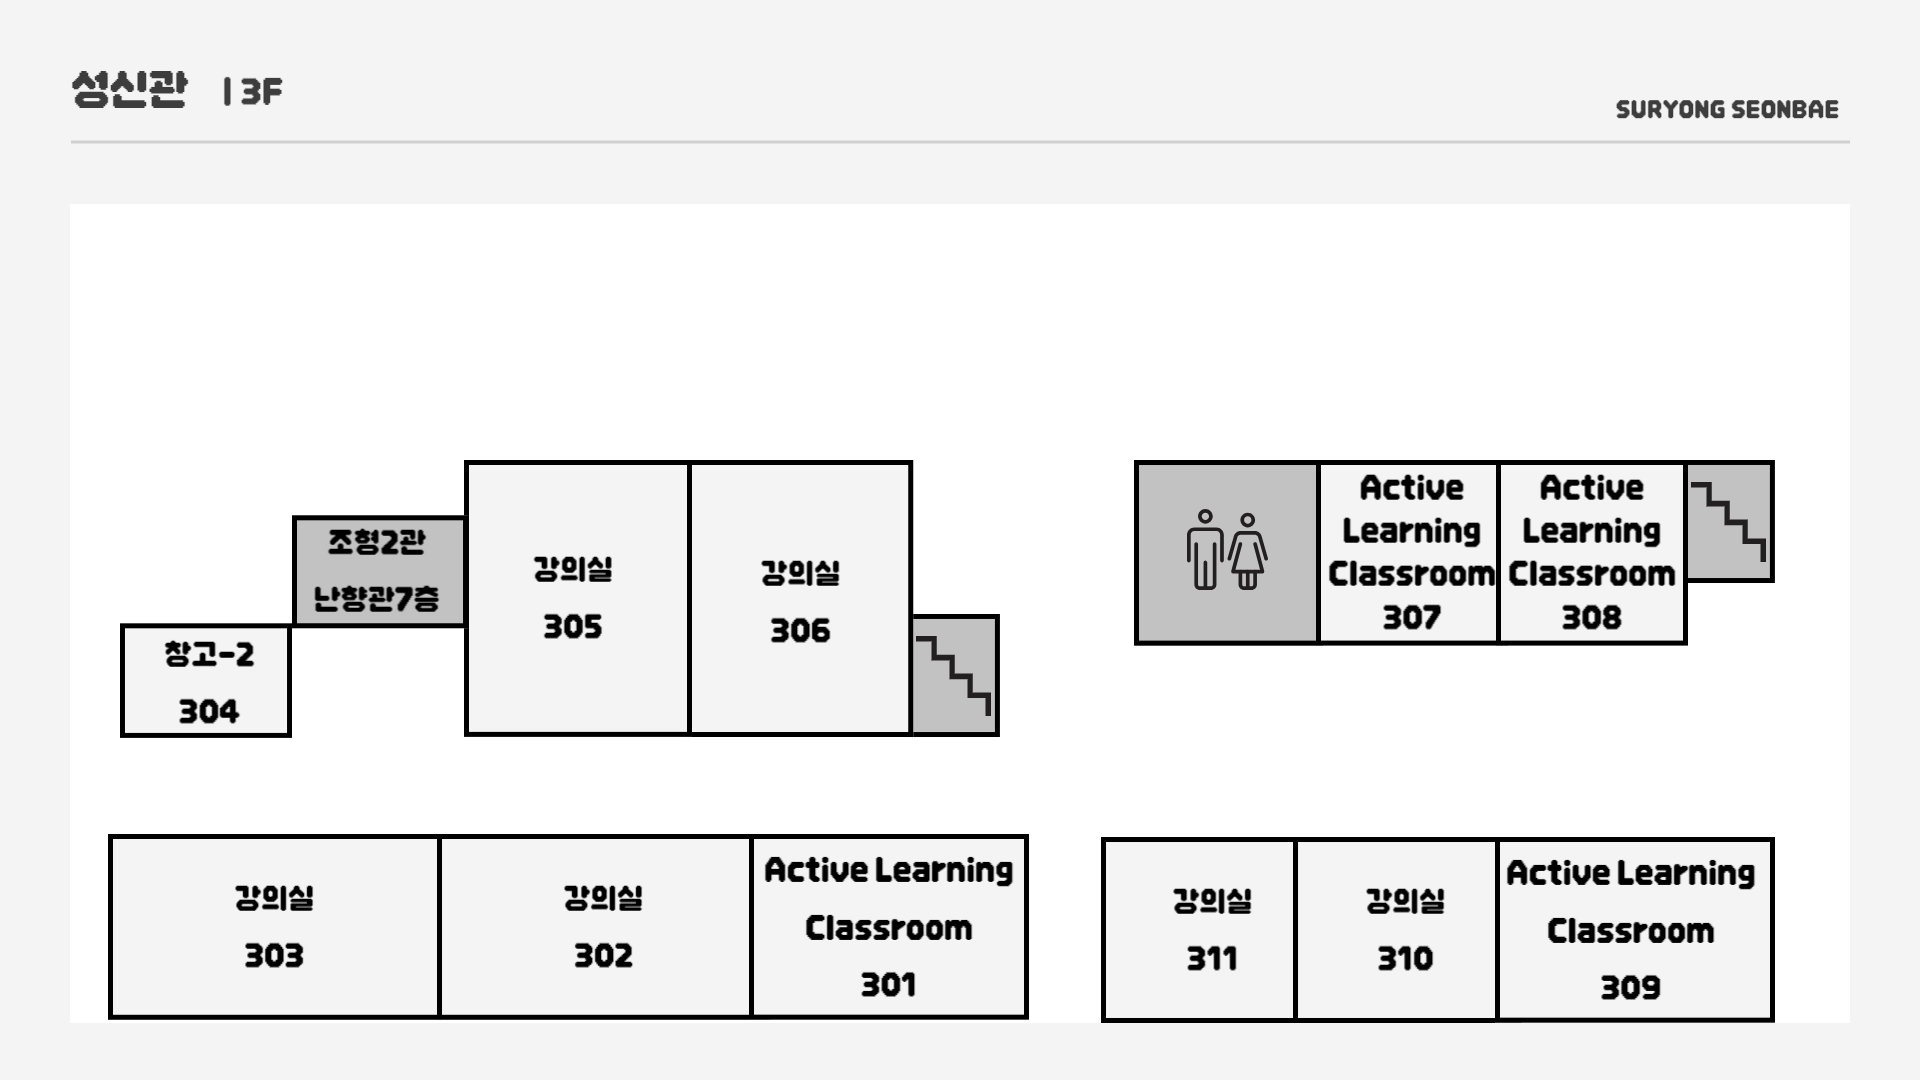 성신관 | 3F
SURYONG SEONBAE
조형2관
난향관7층
창고-2
304
강의실
305
강의실
306
Active
Learning
Classroom
307
Active
Learning
Classroom
308
강의실
303
강의실
302
Active Learning
Classroom
301
강의실
311
강의실
310
Active Learning
Classroom
309